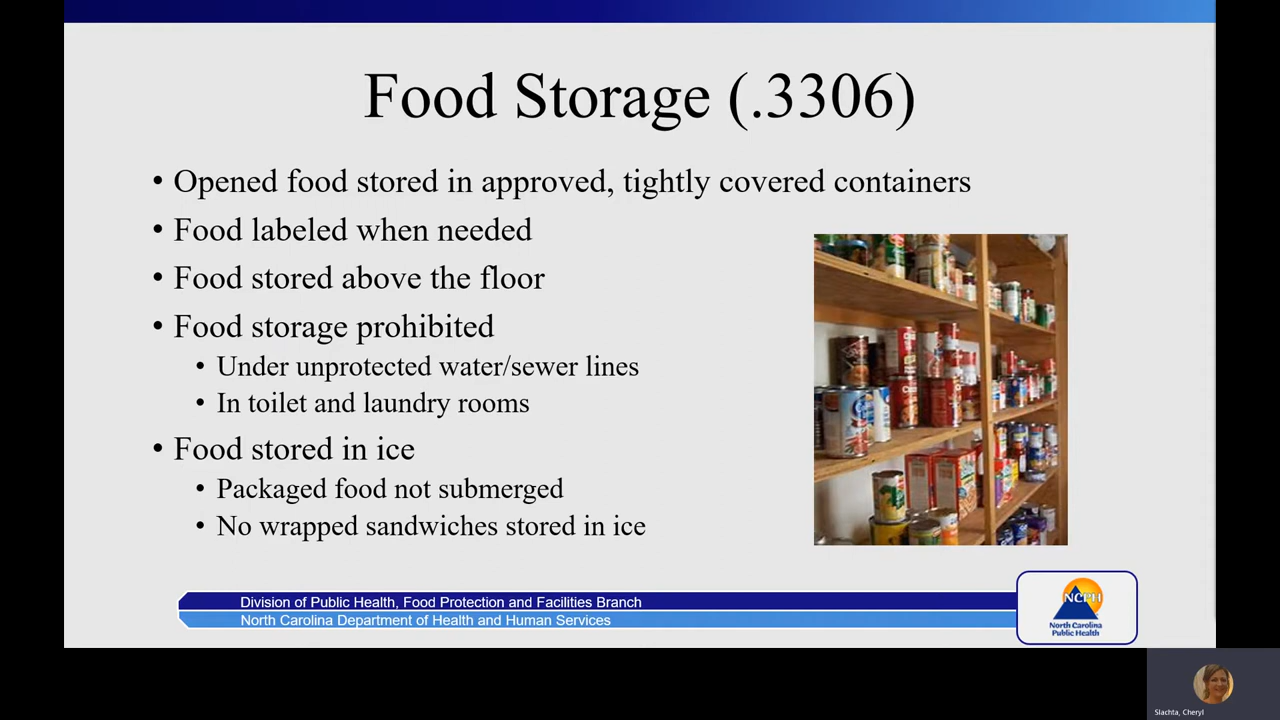 Food Storage (.3306)
• Opened food stored in approved, tightly covered containers
• Food labeled when needed
• Food stored above the floor
• Food storage prohibited
• Under unprotected water/sewer lines
• In toilet and laundry rooms
• Food stored in ice
• Packaged food not submerged
• No wrapped sandwiches stored in ice
Division of Public Health, Food Protection and Facilities Branch
North Carolina Department of Health and Human Services
NCPH
North Carolina
Public Health
Slachta, Cheryl